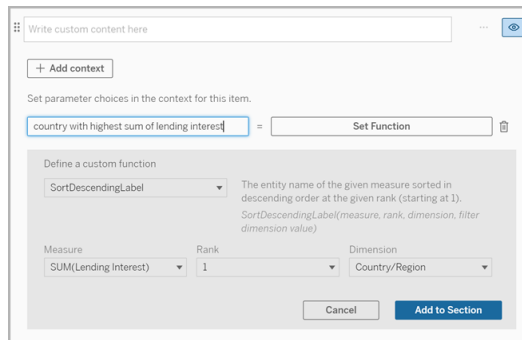 Write custom content here
+ Add context
Set parameter choices in the context for this item.
country with highest sum of lending interest = Set Function
Define a custom function
SortDescendingLabel
The entity name of the given measure sorted in
descending order at the given rank (starting at 1).
SortDescendingLabel(measure, rank, dimension, filter
dimension value)
Measure Rank Dimension
SUM(Lending Interest) 1 Country/Region
Cancel Add to Section